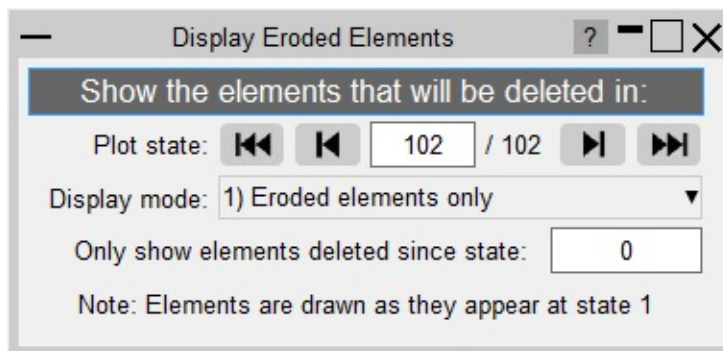 Display Eroded Elements ?
Show the elements that will be deleted in:
Plot state: 102 / 102
Display mode: 1) Eroded elements only
Only show elements deleted since state: 0
Note: Elements are drawn as they appear at state 1